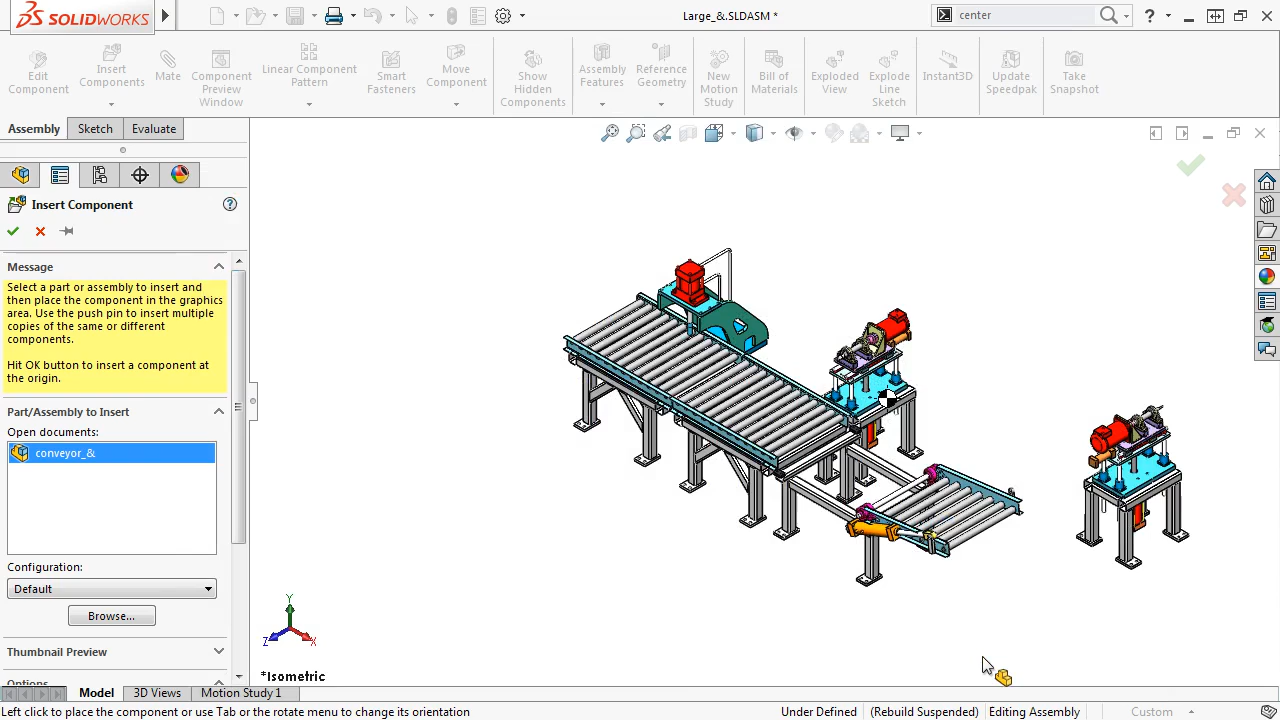 SOLIDWORKS
Large_&.SLDASM *
center
Edit Component
Insert Components
Mate
Component Preview Window
Linear Component Pattern
Smart Fasteners
Move Component
Show Hidden Components
Assembly Features
Reference Geometry
New Motion Study
Bill of Materials
Exploded View
Explode Line Sketch
Instant3D
Update Speedpak
Take Snapshot
Assembly
Sketch
Evaluate
Insert Component
Message
Select a part or assembly to insert and
then place the component in the graphics
area. Use the push pin to insert multiple
copies of the same or different
components.
Hit OK button to insert a component at
the origin.
Part/Assembly to Insert
Open documents:
conveyor_&
Configuration:
Default
Browse...
Thumbnail Preview
Options
Y
Z
X
*Isometric
Model
3D Views
Motion Study 1
Left click to place the component or use Tab or the rotate menu to change its orientation
Under Defined
(Rebuild Suspended)
Editing Assembly
Custom